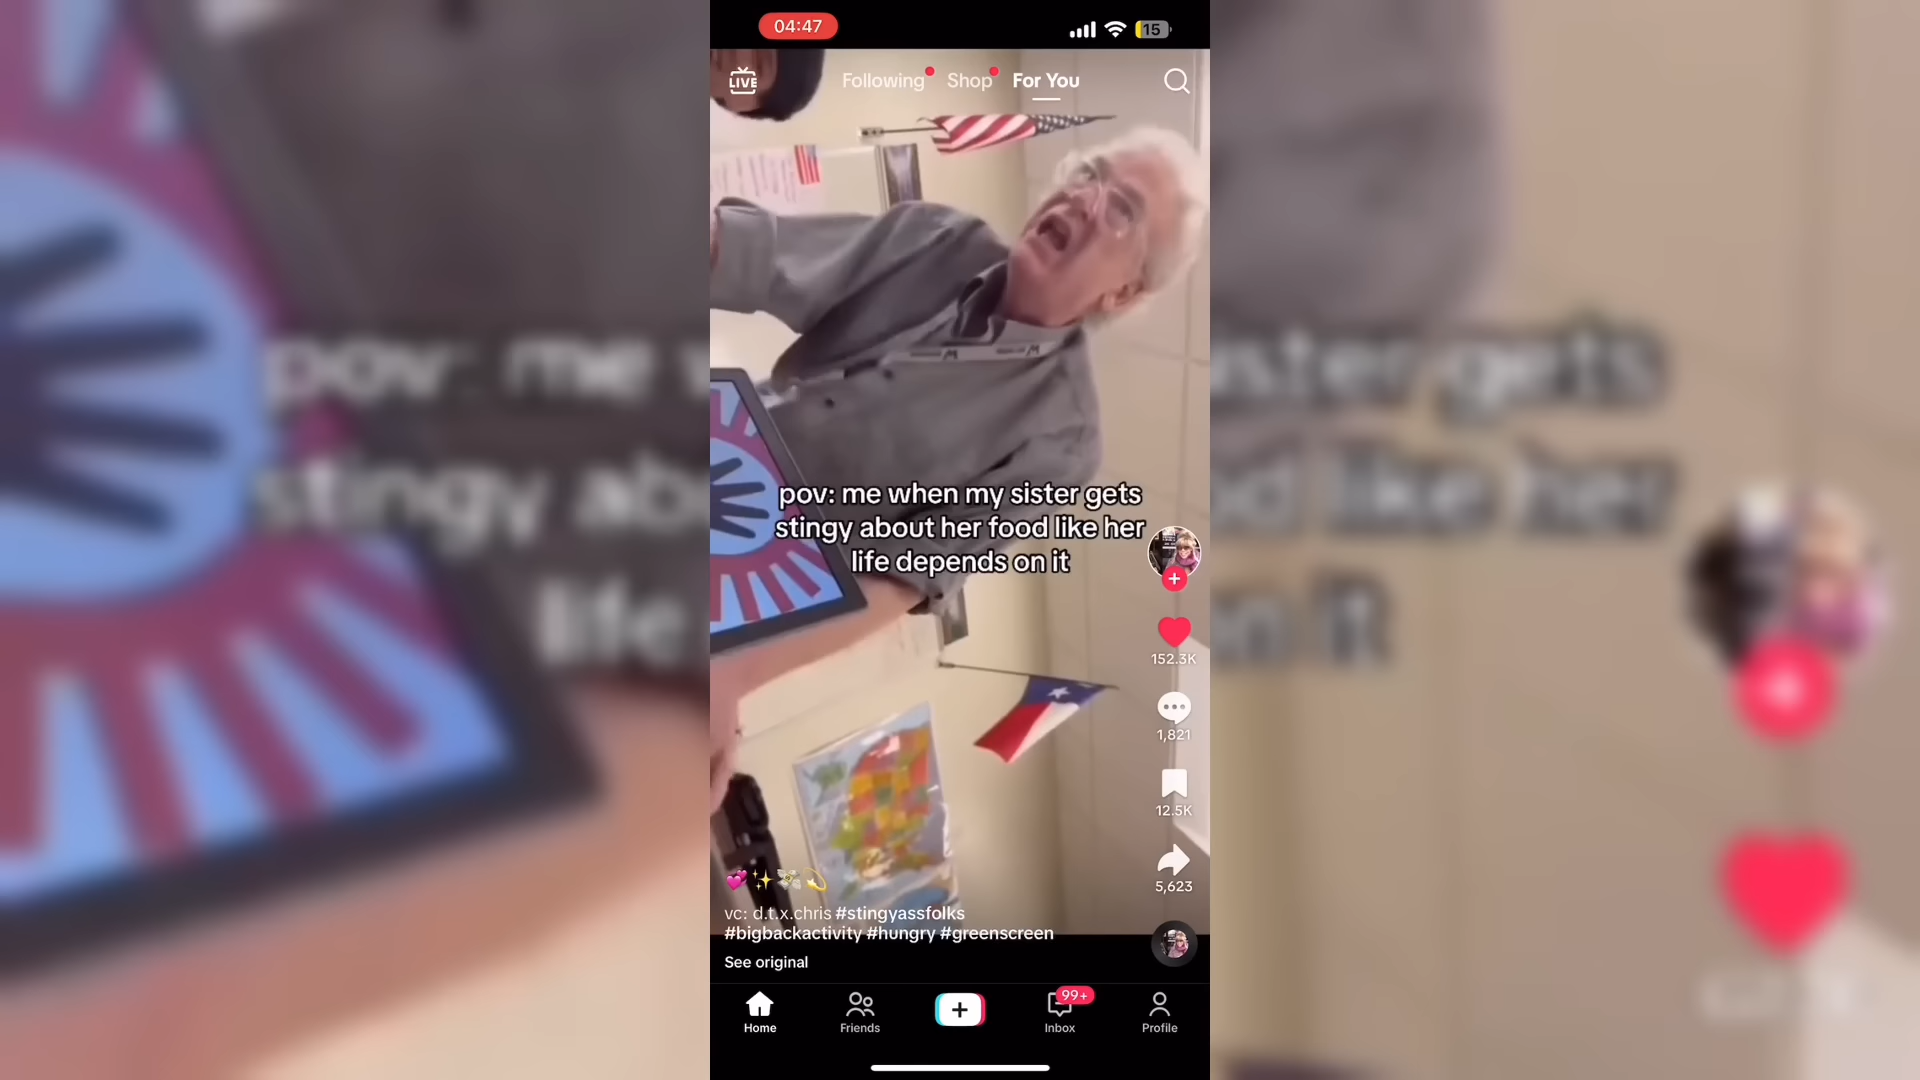 04:47
15
LIVE
Following
Shop
For You
pov: me when my sister gets
stingy about her food like her
life depends on it
152.3K
1,821
12.5K
5,623
vc: d.t.x.chris #stingyassfolks
#bigbackactivity #hungry #greenscreen
See original
Home
Friends
99+
Inbox
Profile